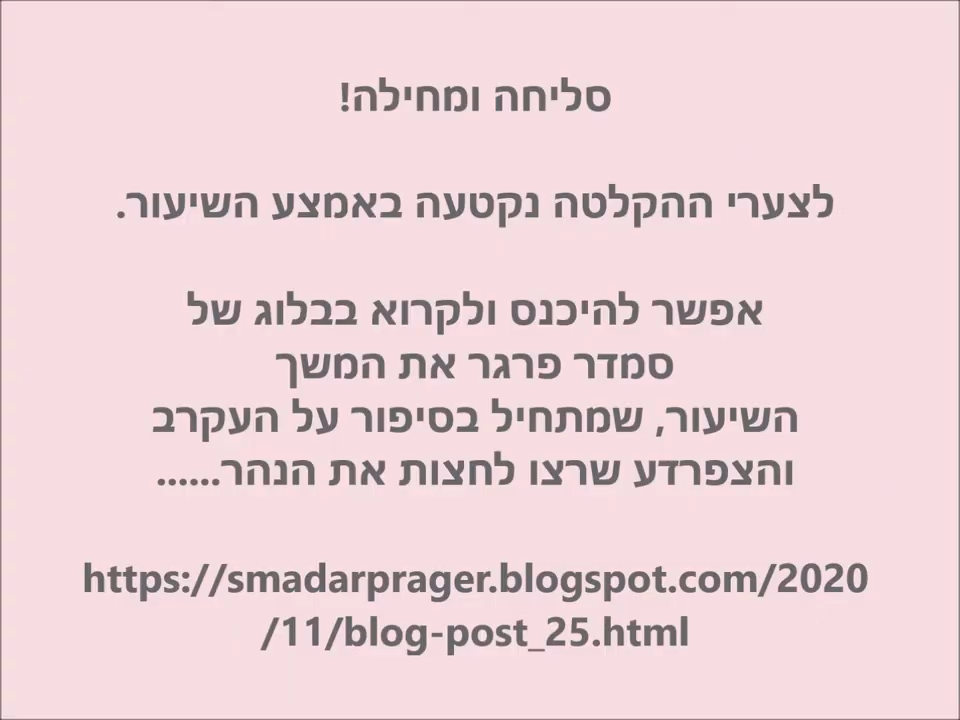 סליחה ומחילה!
לצערי ההקלטה נקטעה באמצע השיעור.
אפשר להיכנס ולקרוא בבלוג של
סמדר פרגר את המשך
השיעור, שמתחיל בסיפור על העקרב
והצפרדע שרצו לחצות את הנהר......
https://smadarprager.blogspot.com/2020
/11/blog-post_25.html